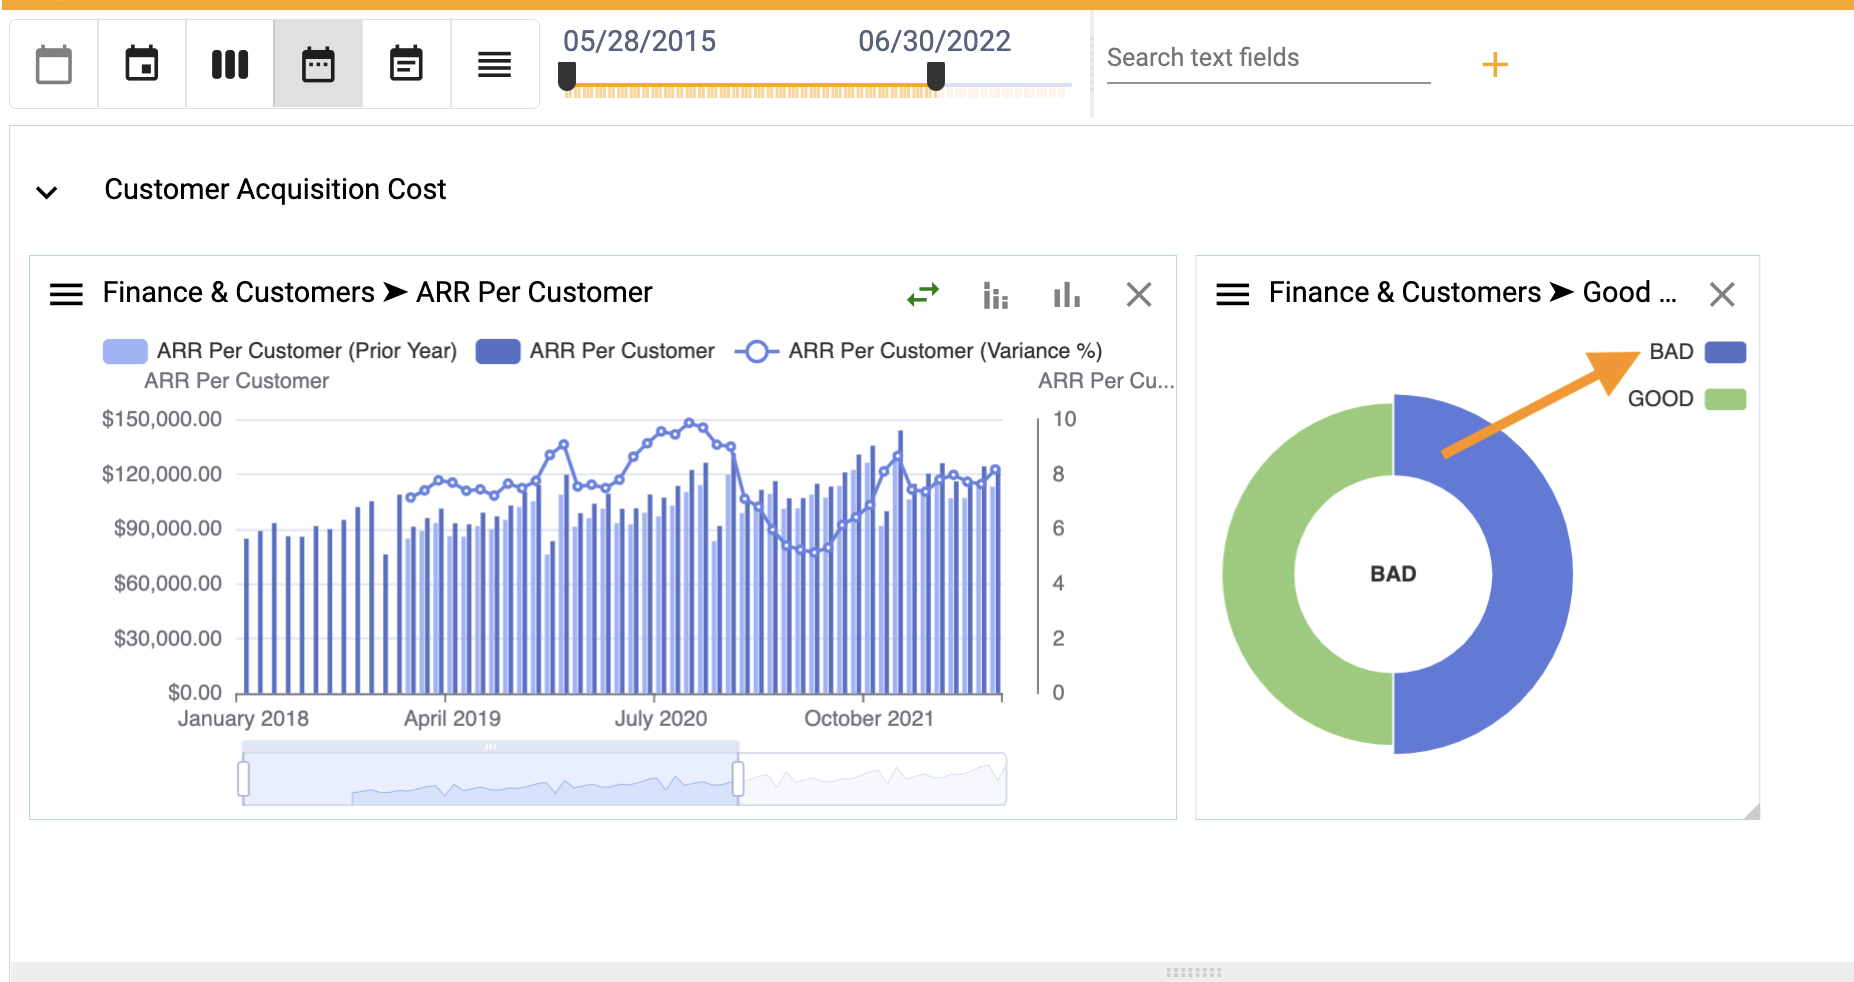 05/28/2015 06/30/2022
Search text fields
Customer Acquisition Cost
Finance & Customers ➤ ARR Per Customer
ARR Per Customer (Prior Year) ARR Per Customer ARR Per Customer (Variance %)
ARR Per Customer ARR Per Cu...
$150,000.00 10
$120,000.00 8
$90,000.00 6
$60,000.00 4
$30,000.00 2
$0.00 0
January 2018 April 2019 July 2020 October 2021
Finance & Customers ➤ Good ...
BAD
GOOD
BAD